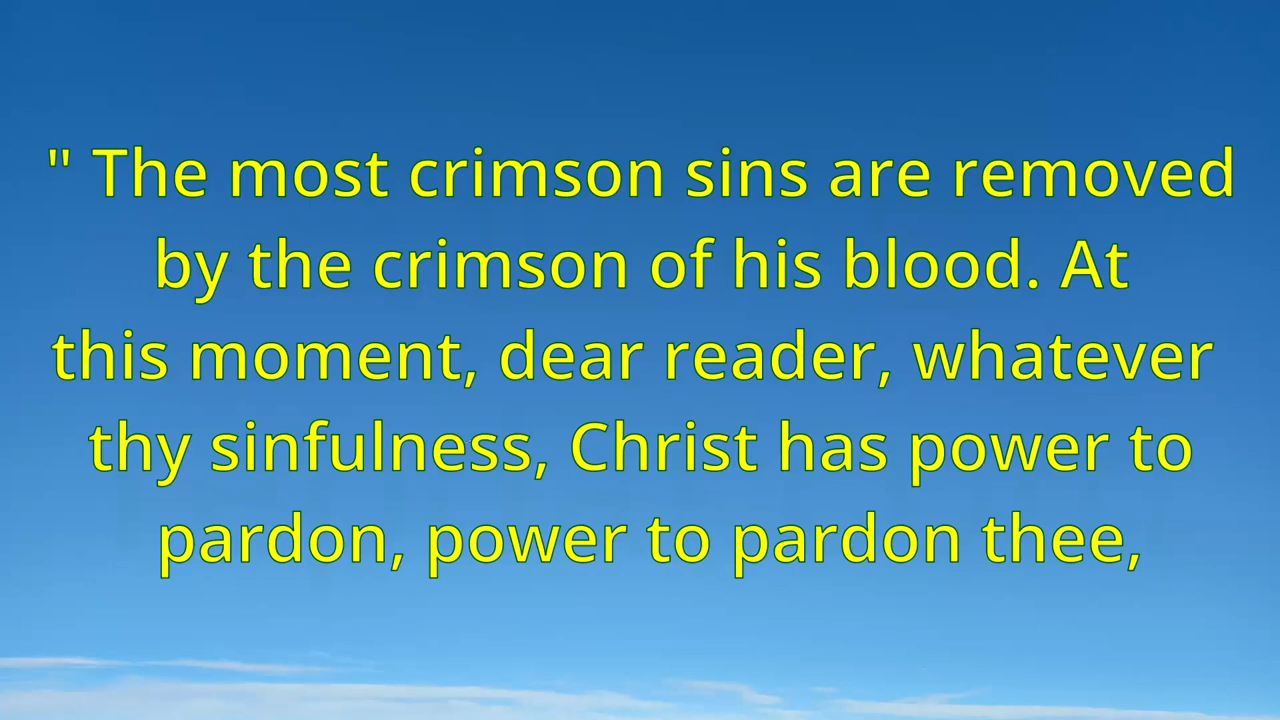 " The most crimson sins are removed
by the crimson of his blood. At
this moment, dear reader, whatever
thy sinfulness, Christ has power to
pardon, power to pardon thee,